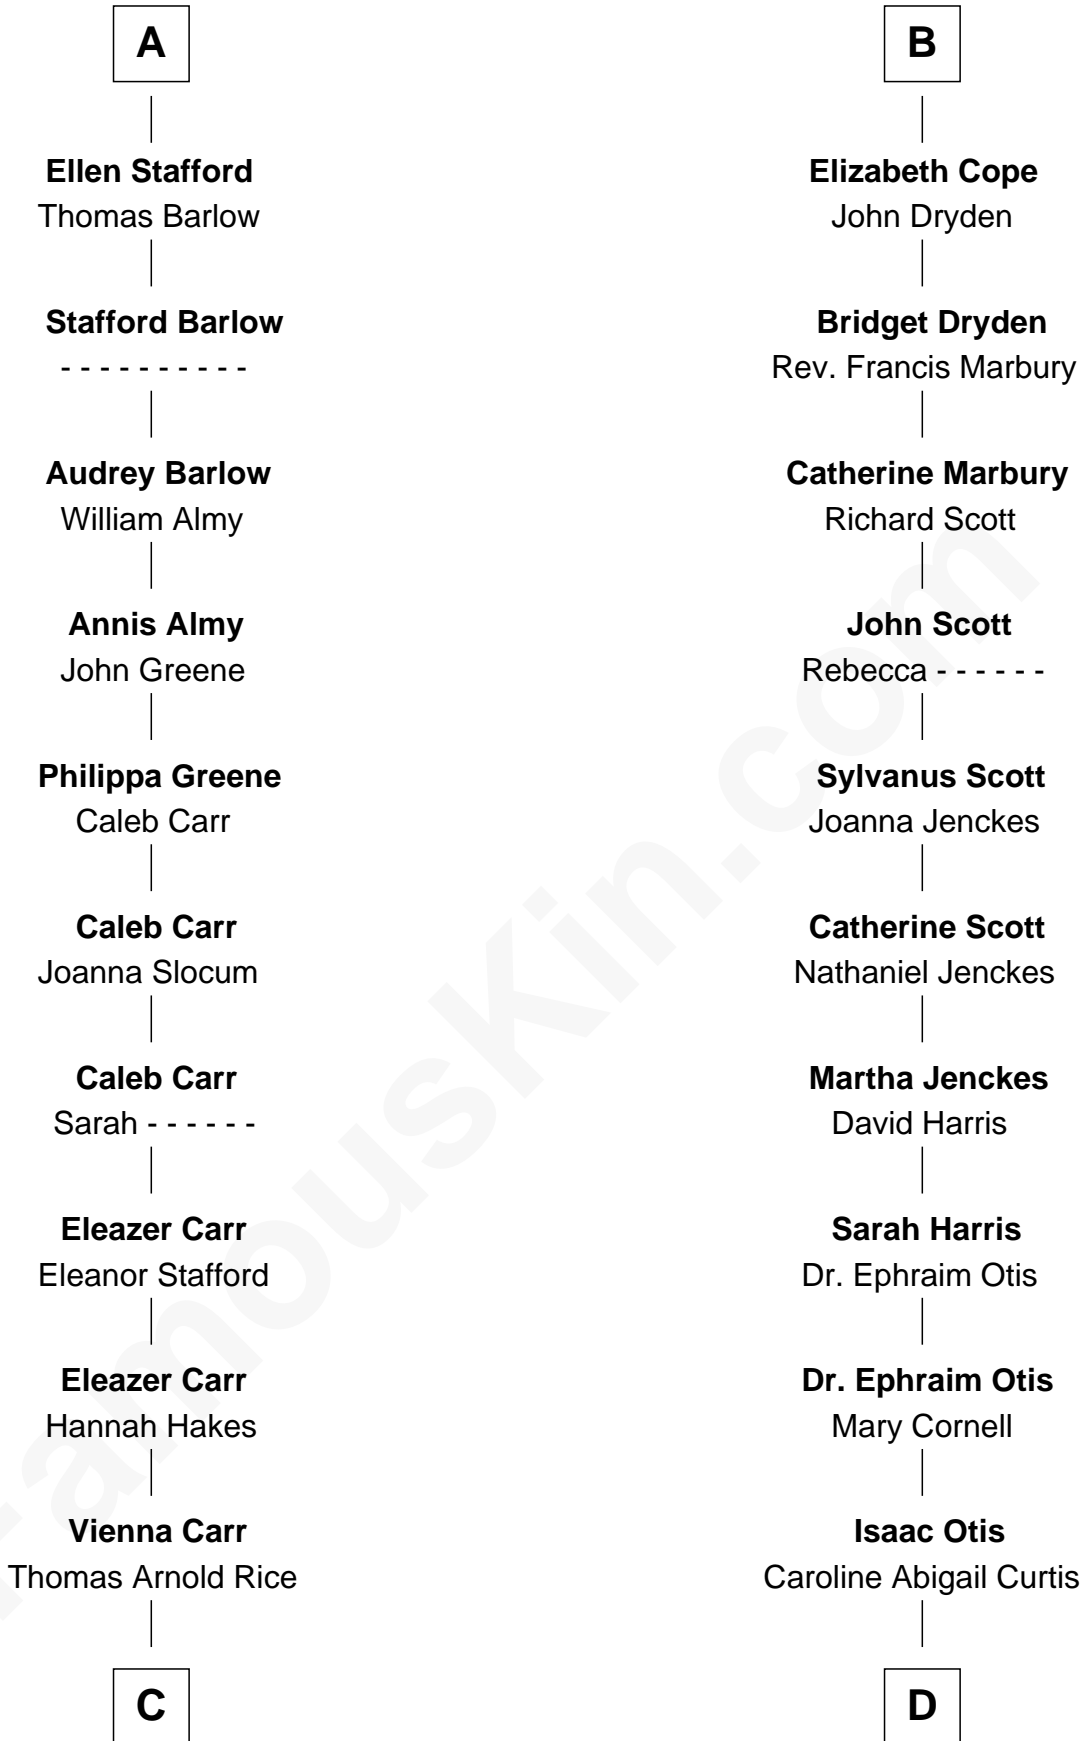 A
Ellen Stafford
Thomas Barlow
Stafford Barlow
- - - - - - - - - -
Audrey Barlow
William Almy
Annis Almy
John Greene
Philippa Greene
Caleb Carr
Caleb Carr
Joanna Slocum
Caleb Carr
Sarah - - - - - -
Eleazer Carr
Eleanor Stafford
Eleazer Carr
Hannah Hakes
Vienna Carr
Thomas Arnold Rice
C
B
Elizabeth Cope
John Dryden
Bridget Dryden
Rev. Francis Marbury
Catherine Marbury
Richard Scott
John Scott
Rebecca - - - - - -
Sylvanus Scott
Joanna Jenckes
Catherine Scott
Nathaniel Jenckes
Martha Jenckes
David Harris
Sarah Harris
Dr. Ephraim Otis
Dr. Ephraim Otis
Mary Cornell
Isaac Otis
Caroline Abigail Curtis
D
FamousKin.com